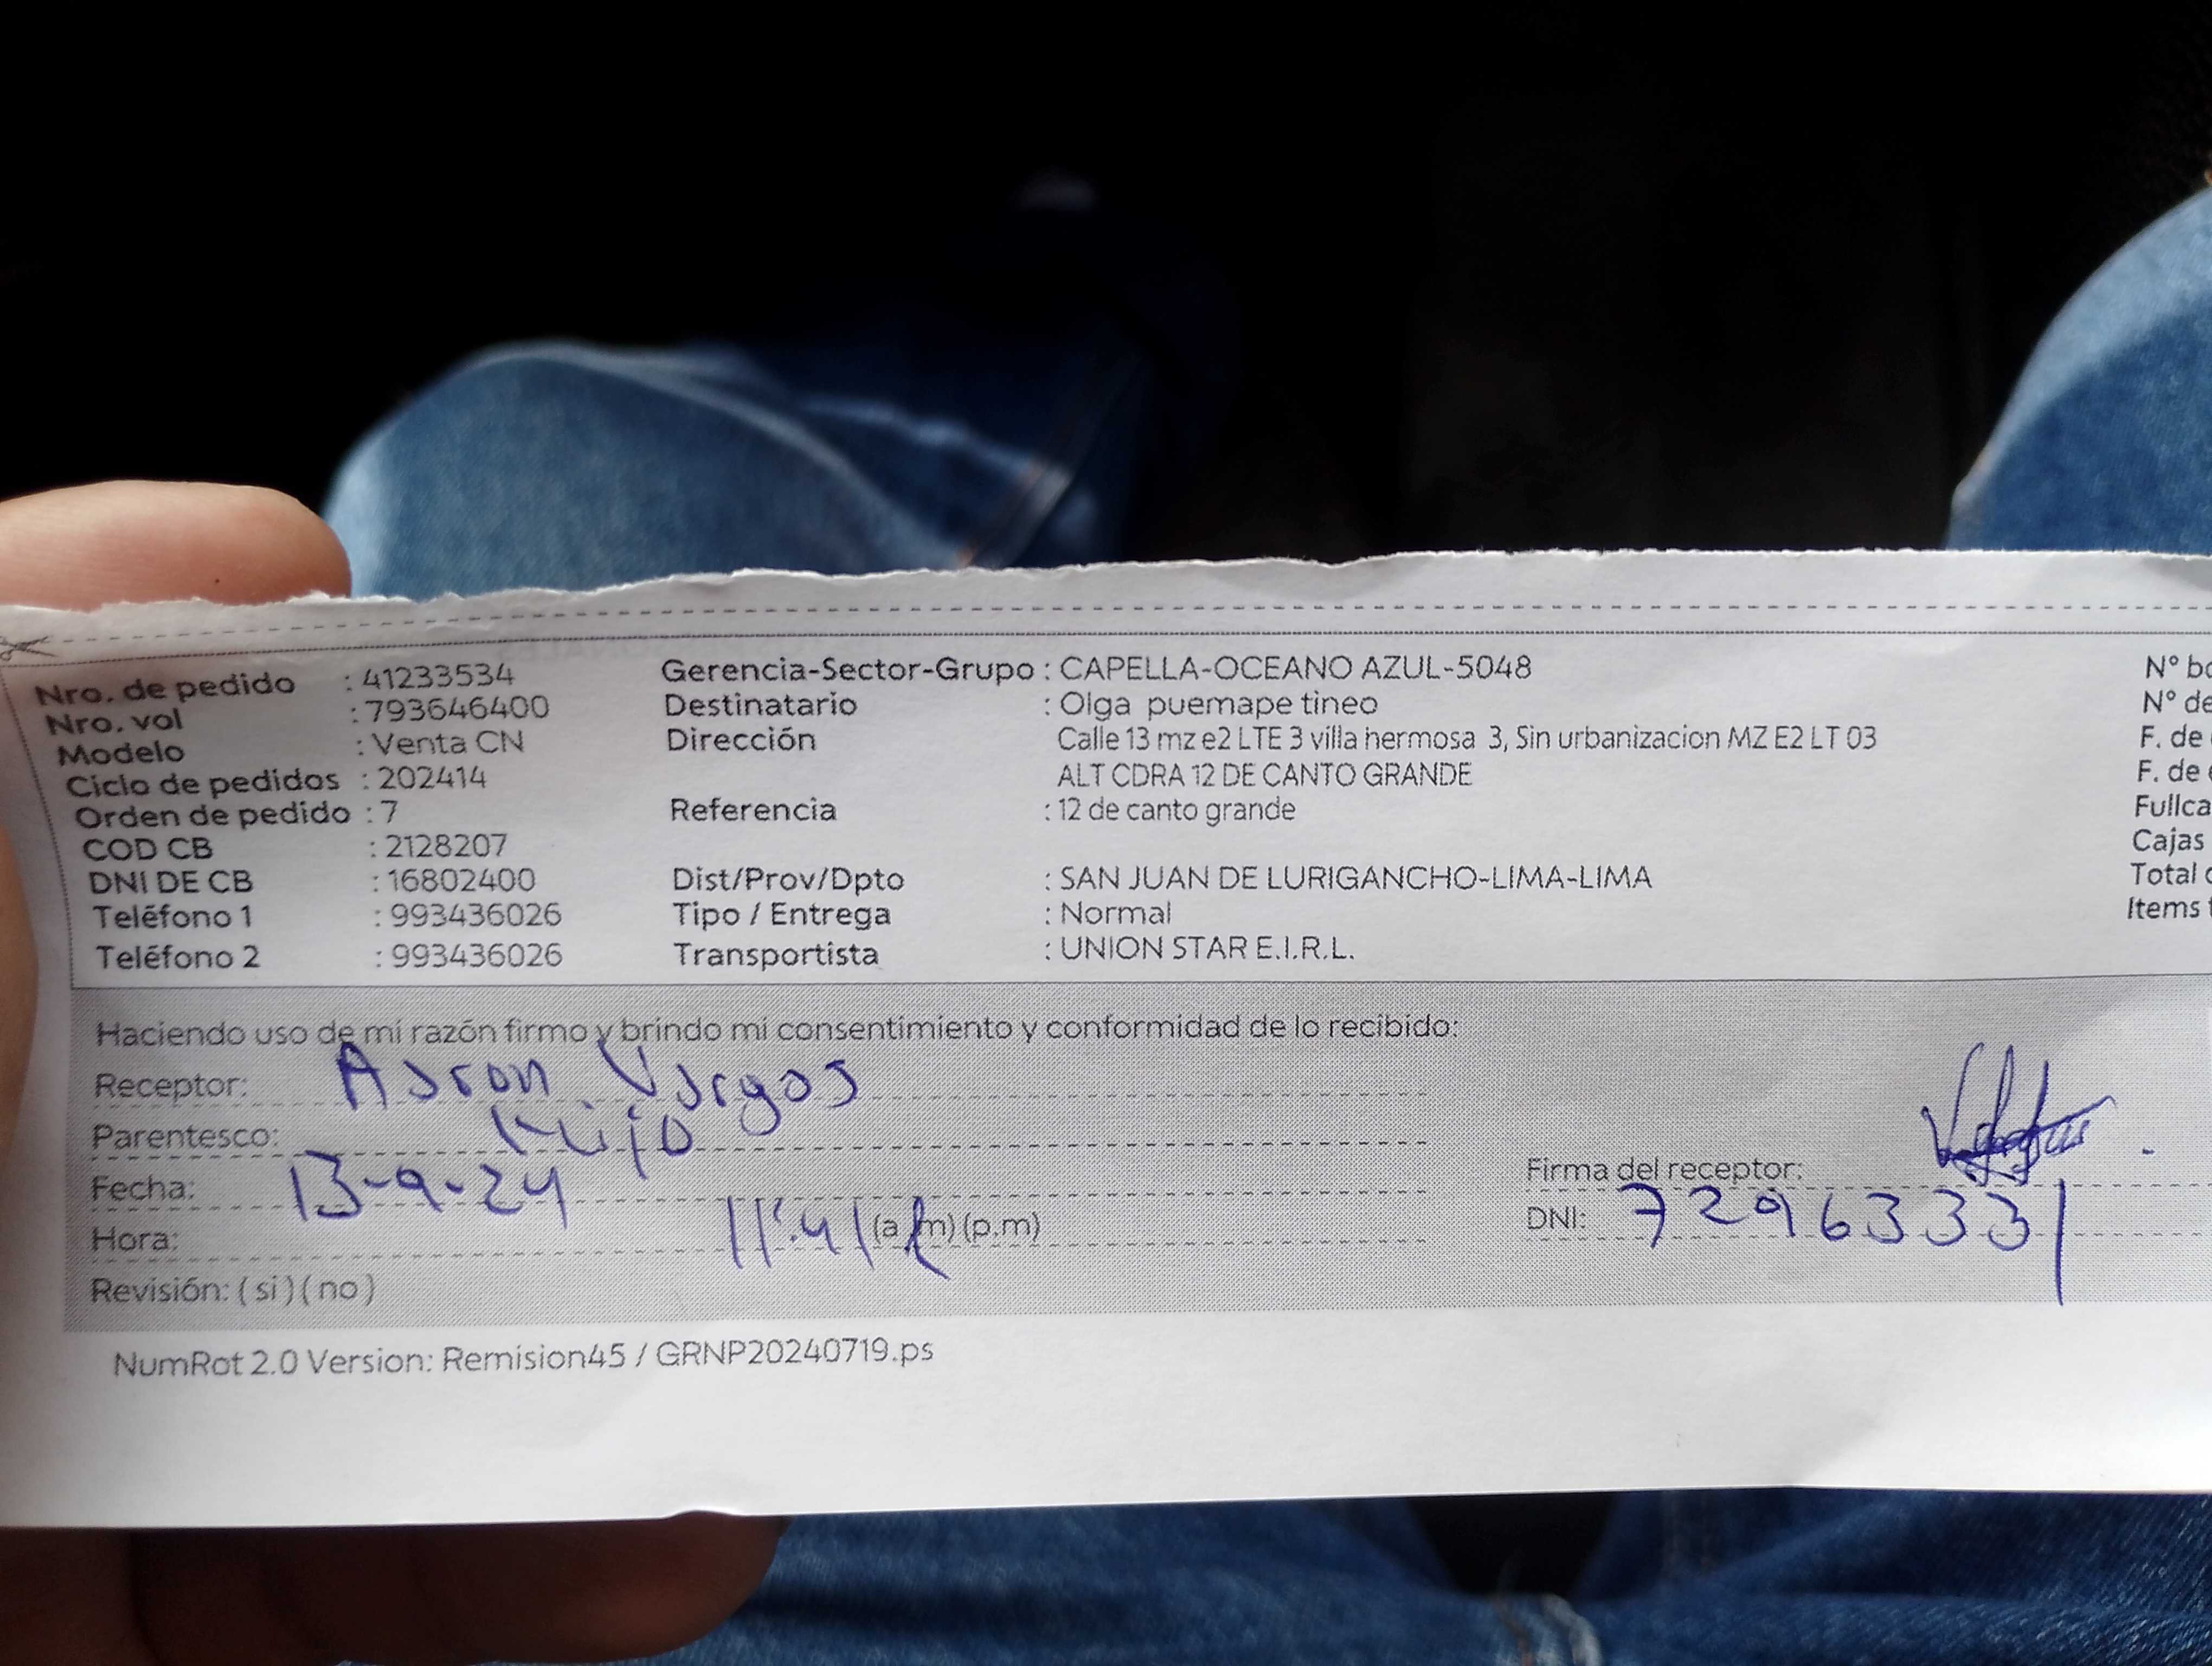 Nro. de pedido : 41233534
Nro. vol : 793646400
Modelo : Venta CN
Ciclo de pedidos : 202414
Orden de pedido : 7
COD CB : 2128207
DNI DE CB : 16802400
Teléfono 1 : 993436026
Teléfono 2 : 993436026
Gerencia-Sector-Grupo : CAPELLA-OCEANO AZUL-5048
Destinatario : Olga puemape tineo
Dirección Calle 13 mz e2 LTE 3 villa hermosa 3, Sin urbanizacion MZ E2 LT 03
ALT CDRA 12 DE CANTO GRANDE
Referencia : 12 de canto grande
Dist/Prov/Dpto : SAN JUAN DE LURIGANCHO-LIMA-LIMA
Tipo / Entrega : Normal
Transportista : UNION STAR E.I.R.L.
N° bo
N° de
F. de
F. de
Fullca
Cajas
Total
Items
Haciendo uso de mi razón firmo y brindo mi consentimiento y conformidad de lo recibido:
Receptor: Aaron Vargas
Parentesco: Hijo
Fecha: 13-9-24
Hora: 11:41 (a.m) (p.m)
Revisión: ( si ) ( no )
Firma del receptor:
DNI: 72963331
NumRot 2.0 Version: Remision45 / GRNP20240719.ps